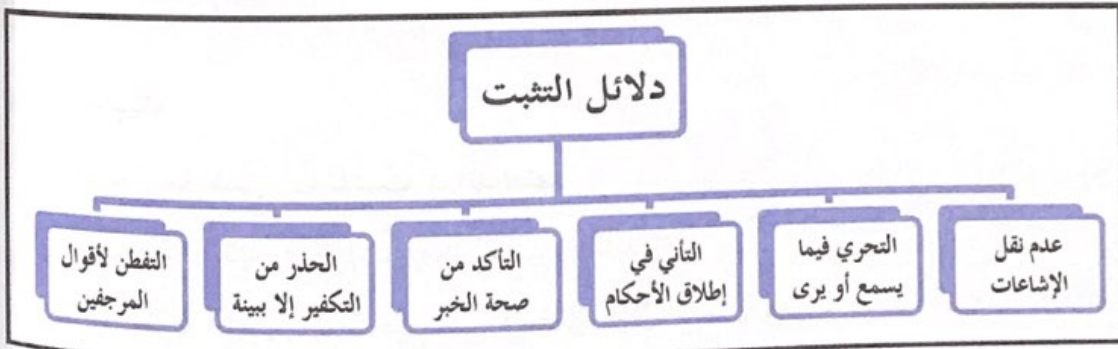 دلائل التثبت
عدم نقل
الإشاعات
التحري فيما
يسمع أو يرى
التأني في
إطلاق الأحكام
التأكد من
صحة الخبر
الحذر من
التكفير إلا ببينة
التفطن لأقوال
المرجفين